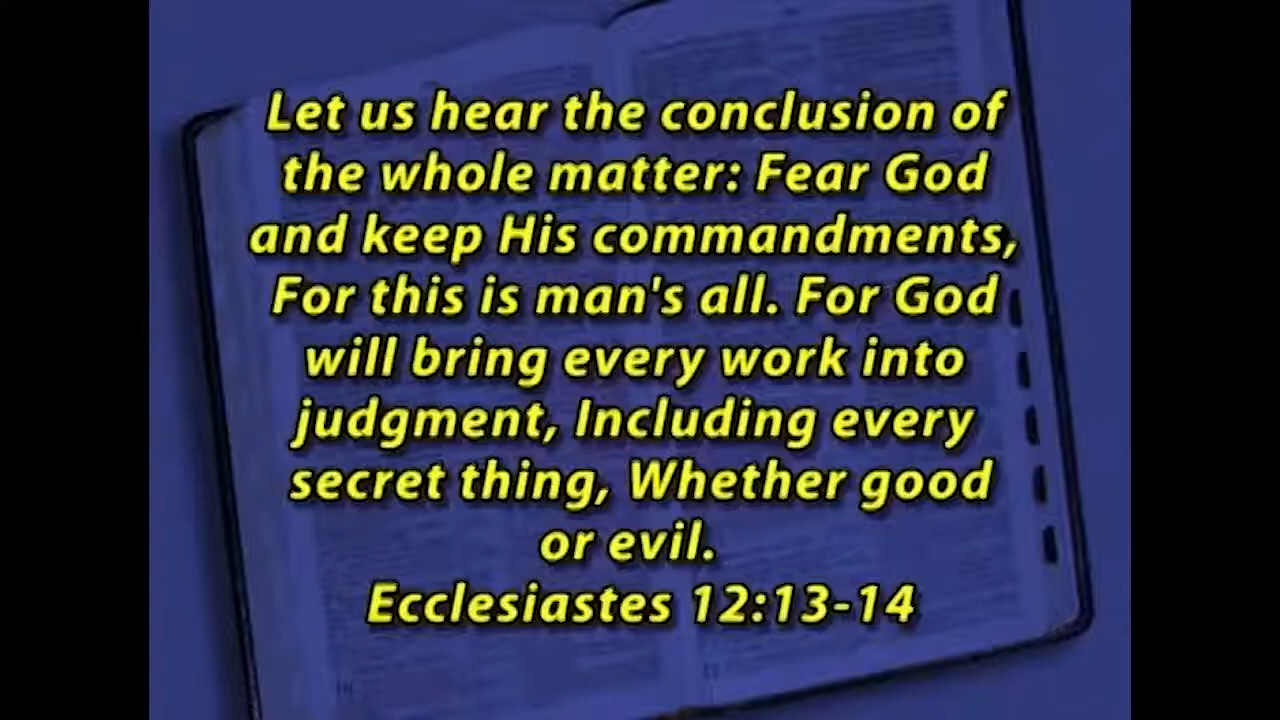 Let us hear the conclusion of
the whole matter: Fear God
and keep His commandments,
For this is man's all. For God
will bring every work into
judgment, Including every
secret thing, Whether good
or evil.
Ecclesiastes 12:13-14